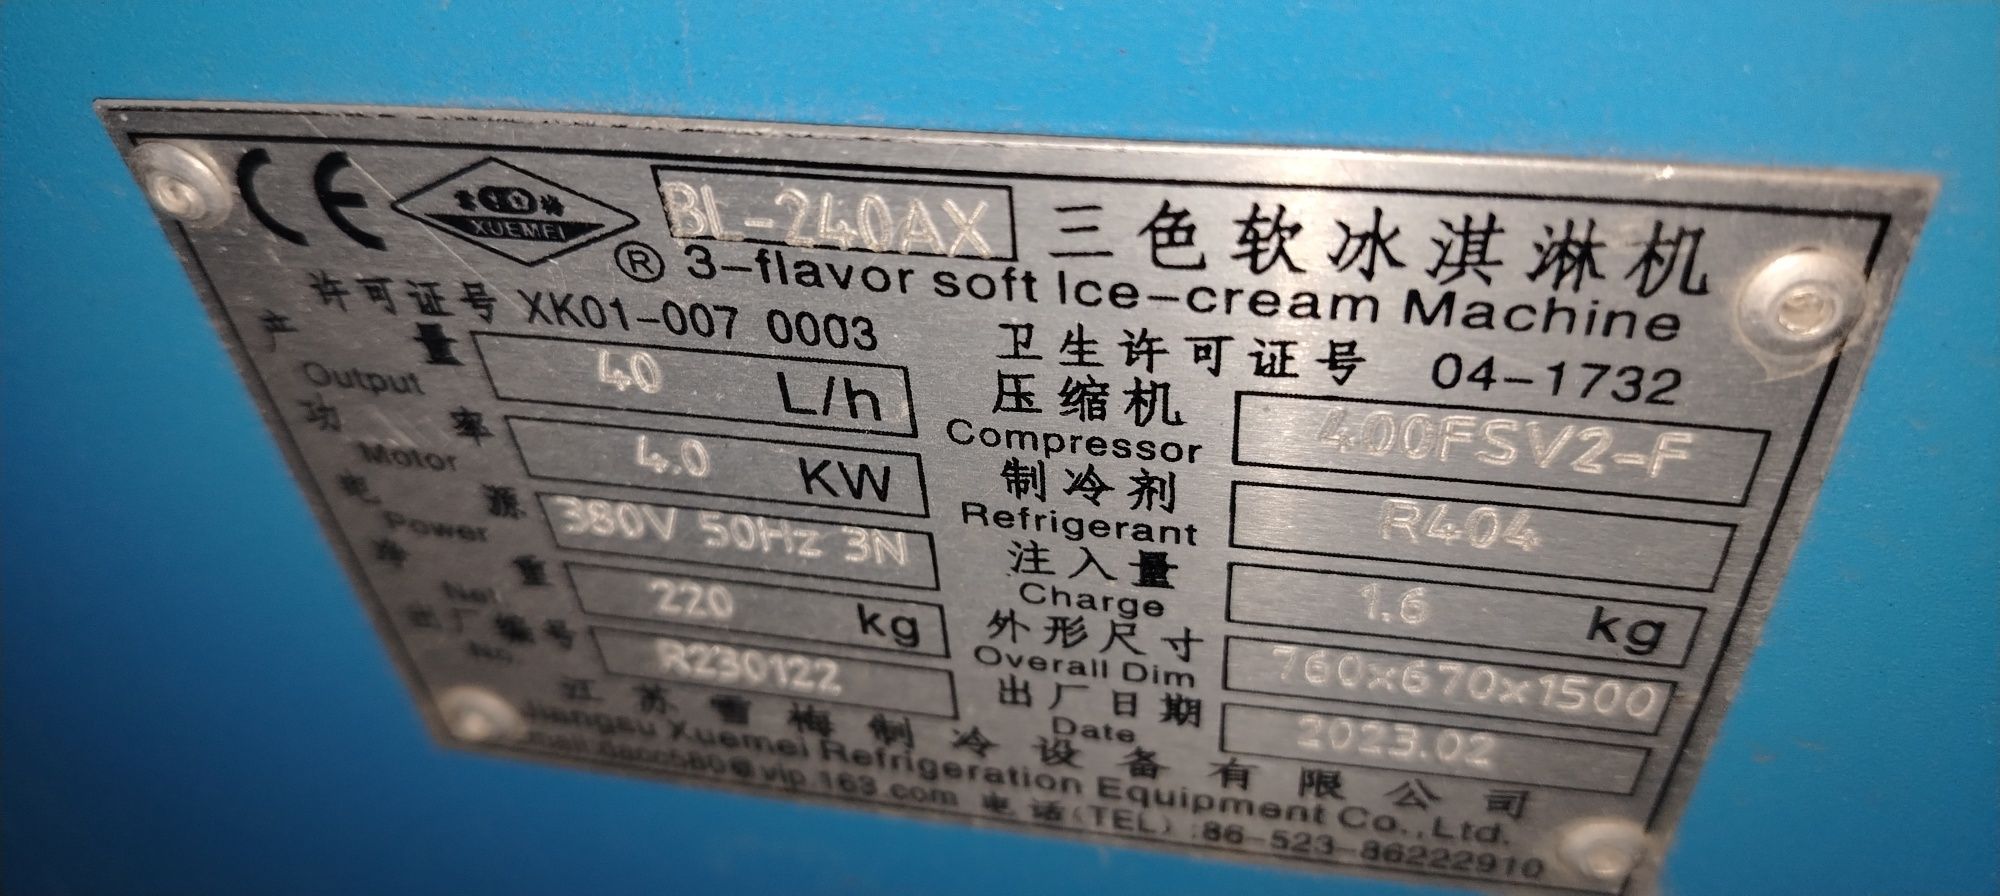 CE XUEMEI BL-240AX 三色软冰淇淋机
® 3-flavor soft Ice-cream Machine
许可证号 XK01-007 0003 卫生许可证号 04-1732
产量 Output 40 L/h 压缩机 Compressor 400FSV2-F
功率 Motor 4.0 KW 制冷剂 Refrigerant R404
电源 Power 380V 50Hz 3N 注入量 Charge 1.6 kg
净重 Net 220 kg 外形尺寸 Overall Dim 760x670x1500
出厂编号 No. R230122 出厂日期 Date 2023.02
江苏雪梅制冷设备有限公司
Jiangsu Xuemei Refrigeration Equipment Co.,Ltd.
电话(TEL):86-523-86222910